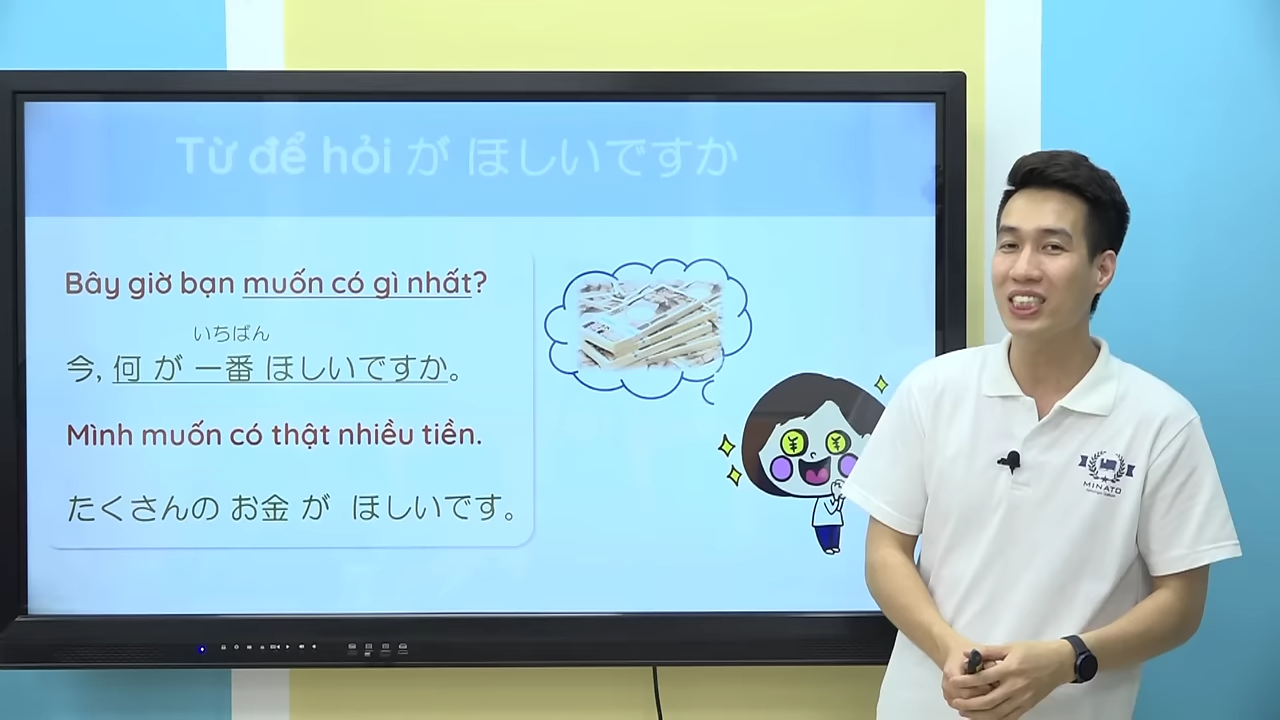 Từ để hỏi が ほしいですか
Bây giờ bạn muốn có gì nhất?
いちばん
今, 何 が 一番 ほしいですか。
Mình muốn có thật nhiều tiền.
たくさんの お金 が ほしいです。
MINATO